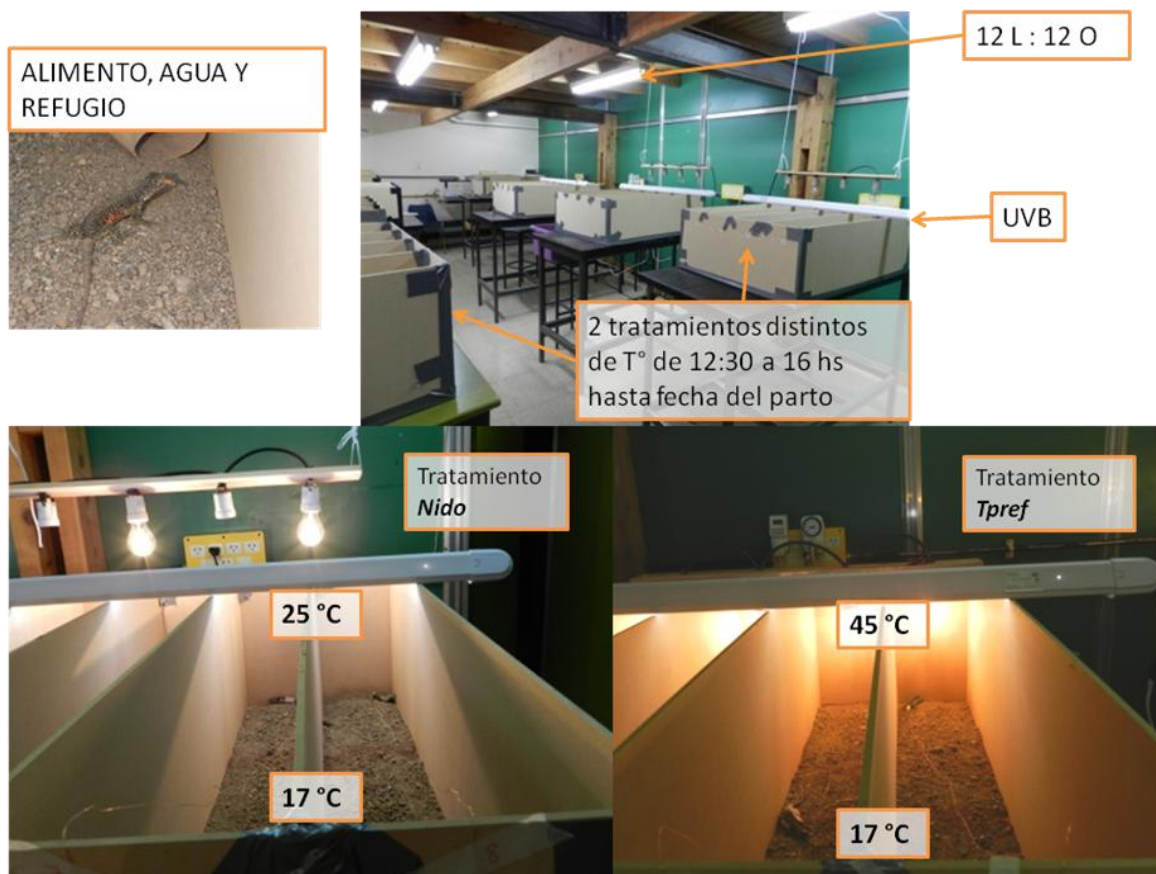 ALIMENTO, AGUA Y
REFUGIO
12 L : 12 O
UVB
2 tratamientos distintos
de T° de 12:30 a 16 hs
hasta fecha del parto
Tratamiento
Nido
25 °C
17 °C
Tratamiento
Tpref
45 °C
17 °C